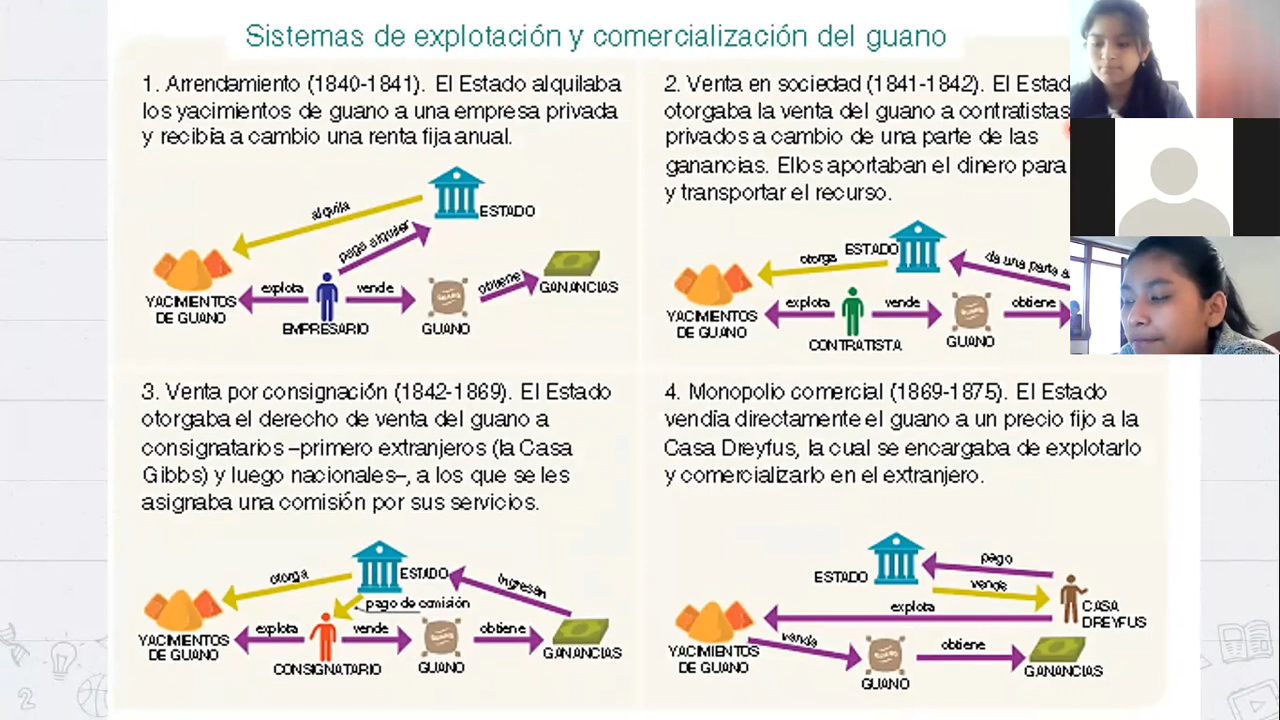 Sistemas de explotación y comercialización del guano
1. Arrendamiento (1840-1841). El Estado alquilaba
los yacimientos de guano a una empresa privada
y recibía a cambio una renta fija anual.
ESTADO
alquila
pago alquiler
YACIMIENTOS
DE GUANO
explota
EMPRESARIO
vende
GUANO
obtiene
GANANCIAS
2. Venta en sociedad (1841-1842). El Estad
otorgaba la venta del guano a contratistas
privados a cambio de una parte de las
ganancias. Ellos aportaban el dinero para
y transportar el recurso.
ESTADO
otorga
da una parte a
YACIMIENTOS
DE GUANO
explota
CONTRATISTA
vende
GUANO
obtiene
3. Venta por consignación (1842-1869). El Estado
otorgaba el derecho de venta del guano a
consignatarios –primero extranjeros (la Casa
Gibbs) y luego nacionales–, a los que se les
asignaba una comisión por sus servicios.
ESTADO
otorga
ingresan
pago de comisión
YACIMIENTOS
DE GUANO
explota
CONSIGNATARIO
vende
GUANO
obtiene
GANANCIAS
4. Monopolio comercial (1869-1875). El Estado
vendía directamente el guano a un precio fijo a la
Casa Dreyfus, la cual se encargaba de explotarlo
y comercializarlo en el extranjero.
ESTADO
pago
vende
explota
CASA
DREYFUS
YACIMIENTOS
DE GUANO
vende
GUANO
obtiene
GANANCIAS
2